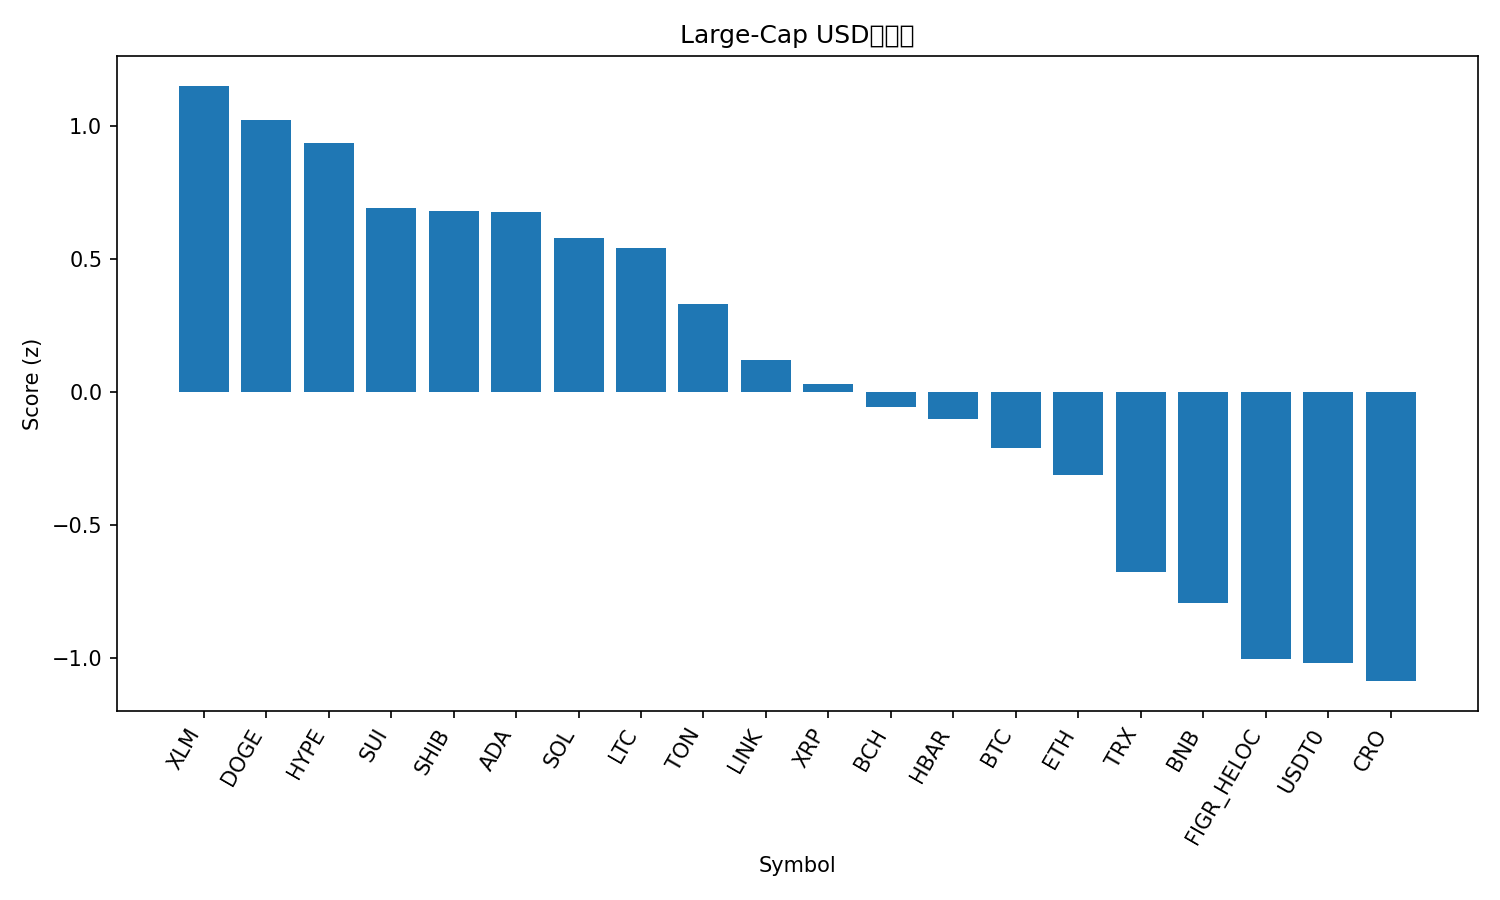 Large-Cap USD
Score (z)
1.0
0.5
0.0
−0.5
−1.0
XLM
DOGE
HYPE
SUI
SHIB
ADA
SOL
LTC
TON
LINK
XRP
BCH
HBAR
BTC
ETH
TRX
BNB
FIGR_HELOC
USDT0
CRO
Symbol